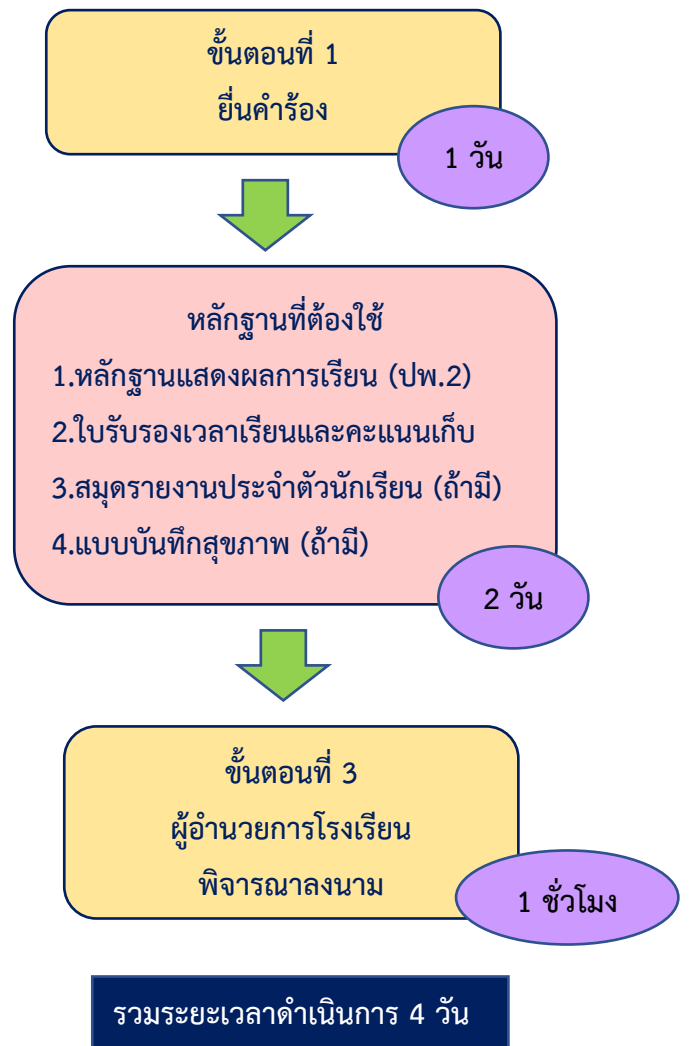 ขั้นตอนที่ 1
ยื่นคำร้อง
1 วัน
หลักฐานที่ต้องใช้
1.หลักฐานแสดงผลการเรียน (ปพ.2)
2.ใบรับรองเวลาเรียนและคะแนนเก็บ
3.สมุดรายงานประจำตัวนักเรียน (ถ้ามี)
4.แบบบันทึกสุขภาพ (ถ้ามี)
2 วัน
ขั้นตอนที่ 3
ผู้อำนวยการโรงเรียน
พิจารณาลงนาม
1 ชั่วโมง
รวมระยะเวลาดำเนินการ 4 วัน